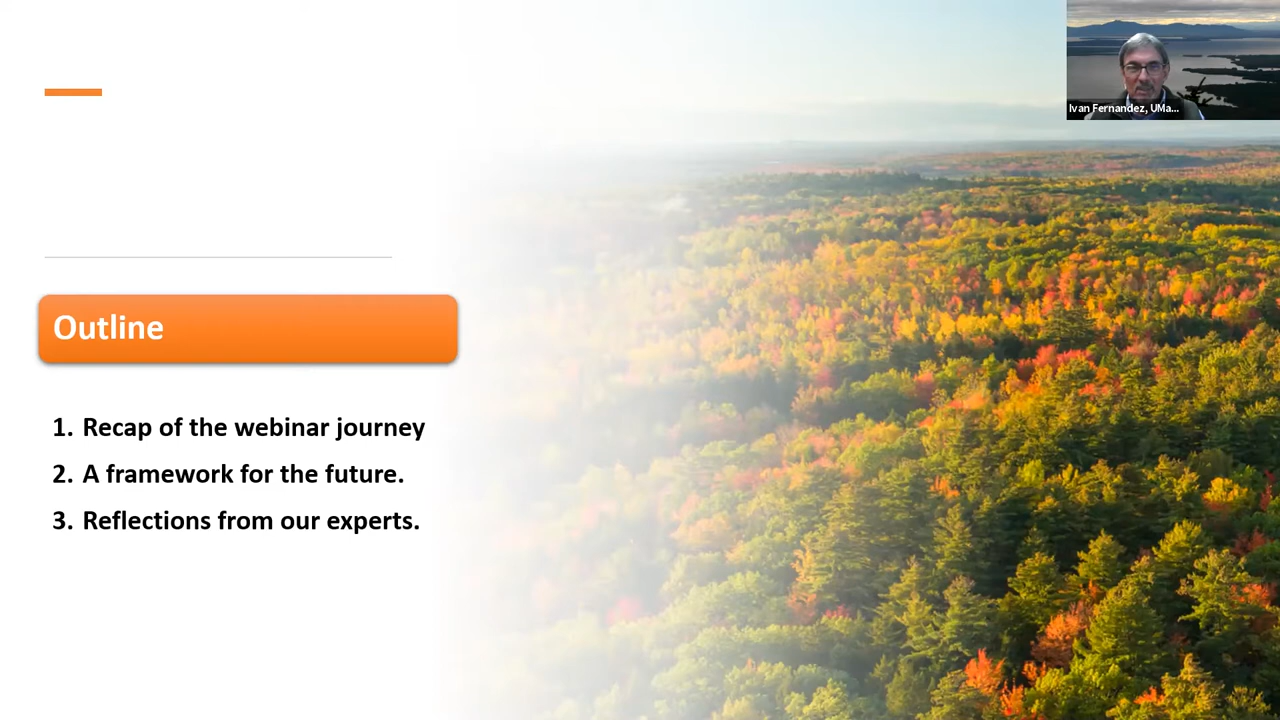 Ivan Fernandez, UMa...
Outline
1. Recap of the webinar journey
2. A framework for the future.
3. Reflections from our experts.